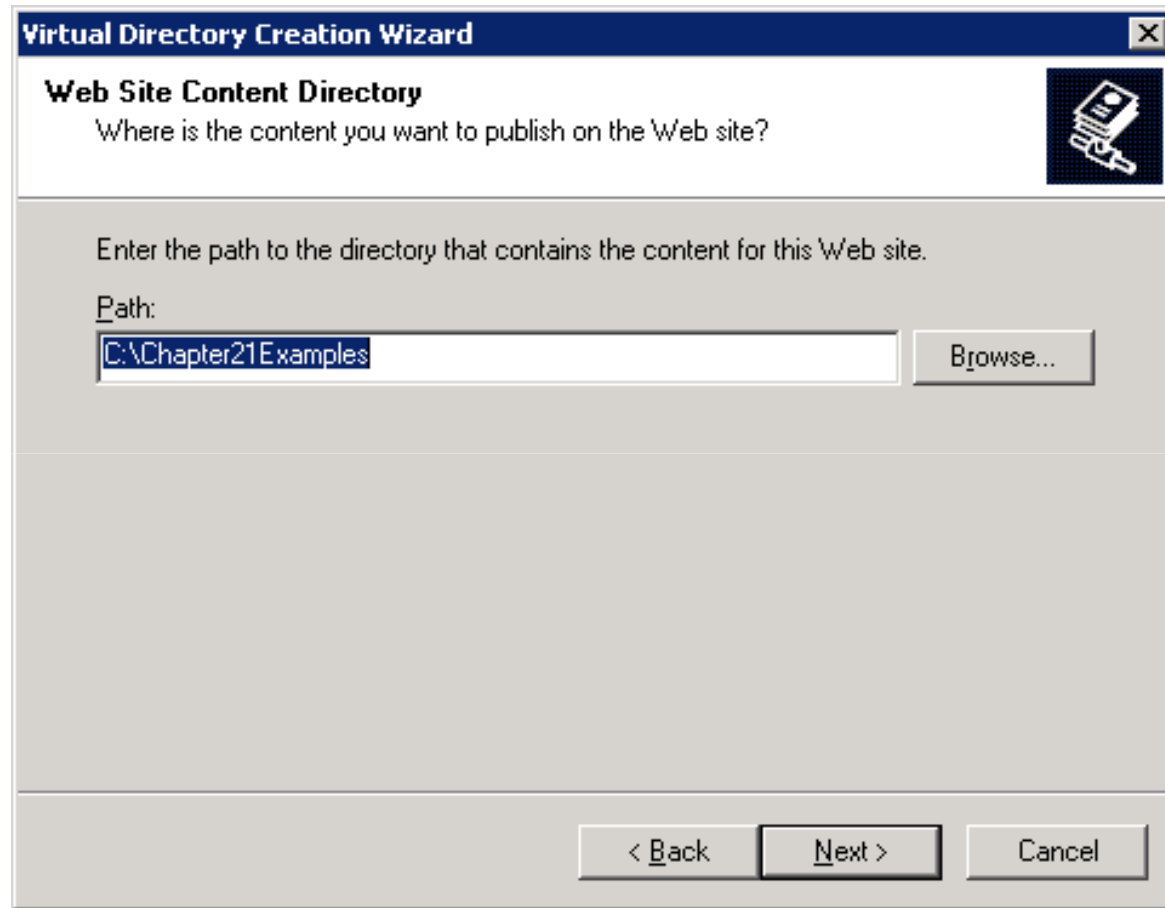 Virtual Directory Creation Wizard
Web Site Content Directory
Where is the content you want to publish on the Web site?
Enter the path to the directory that contains the content for this Web site.
Path:
C:\Chapter21Examples
Browse...
< Back
Next >
Cancel